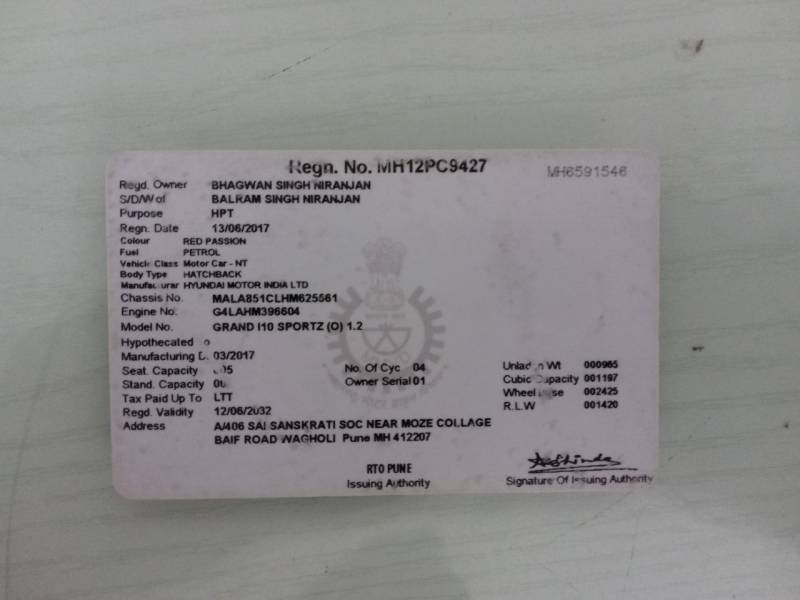 Regn. No. MH12PC9427
MH6591546
Regd. Owner BHAGWAN SINGH NIRANJAN
S/D/W of BALRAM SINGH NIRANJAN
Purpose HPT
Regn. Date 13/06/2017
Colour RED PASSION
Fuel PETROL
Vehicle Class Motor Car - NT
Body Type HATCHBACK
Manufacturar HYUNDAI MOTOR INDIA LTD
Chassis No. MALA851CLHM625561
Engine No. G4LAHM396604
Model No. GRAND I10 SPORTZ (O) 1.2
Hypothecated
Manufacturing D. 03/2017
Seat. Capacity No. Of Cyc 04 Unladen Wt 000965
Stand. Capacity Owner Serial 01 Cubic Capacity 001197
Tax Paid Up To LTT 002425
Regd. Validity 12/06/2032 R.L.W 001420
Address A/406 SAI SANSKRATI SOC NEAR MOZE COLLAGE
BAIF ROAD WAGHOLI Pune MH 412207
RTO PUNE
Issuing Authority
Signature Of Issuing Authority